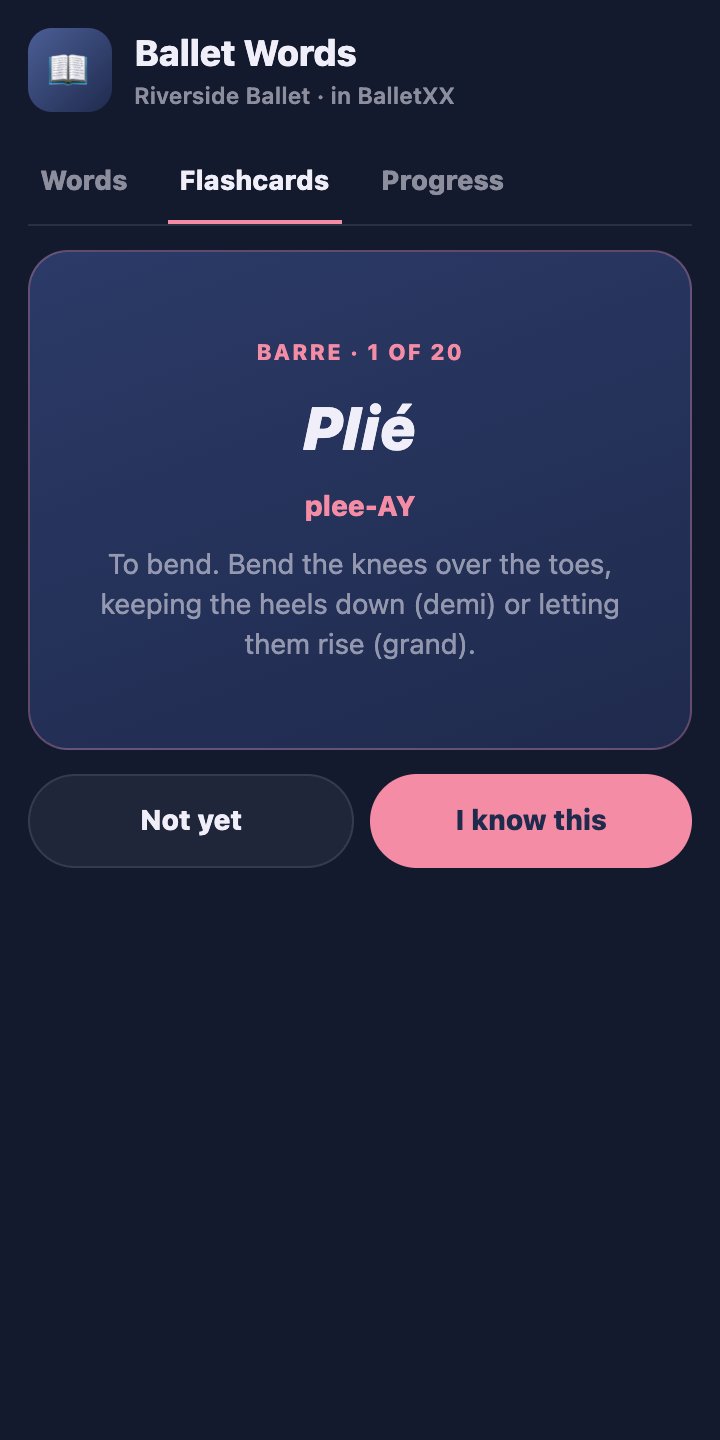 Ballet Words
Riverside Ballet · in BalletXX
Words Flashcards Progress
BARRE · 1 OF 20
Plié
plee-AY
To bend. Bend the knees over the toes,
keeping the heels down (demi) or letting
them rise (grand).
Not yet I know this